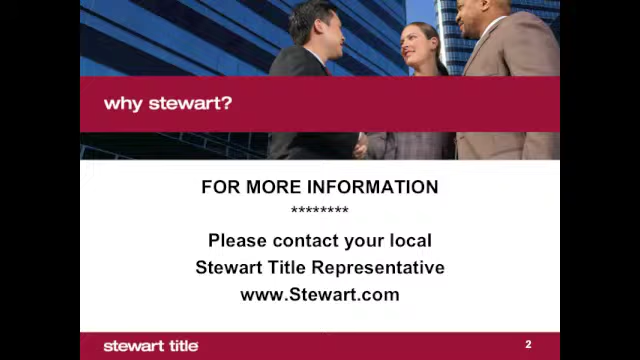 why stewart?
FOR MORE INFORMATION
********
Please contact your local
Stewart Title Representative
www.Stewart.com
stewart title
2